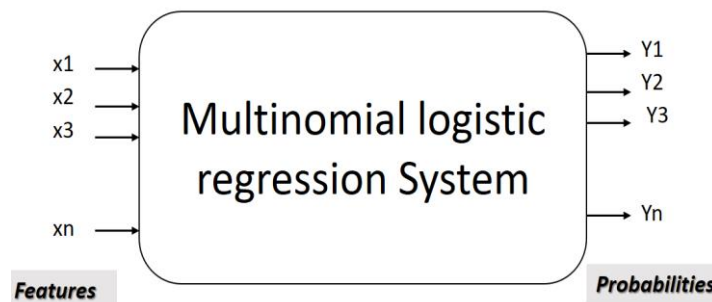 x1
x2
x3
xn
Features
Multinomial logistic
regression System
Y1
Y2
Y3
Yn
Probabilities